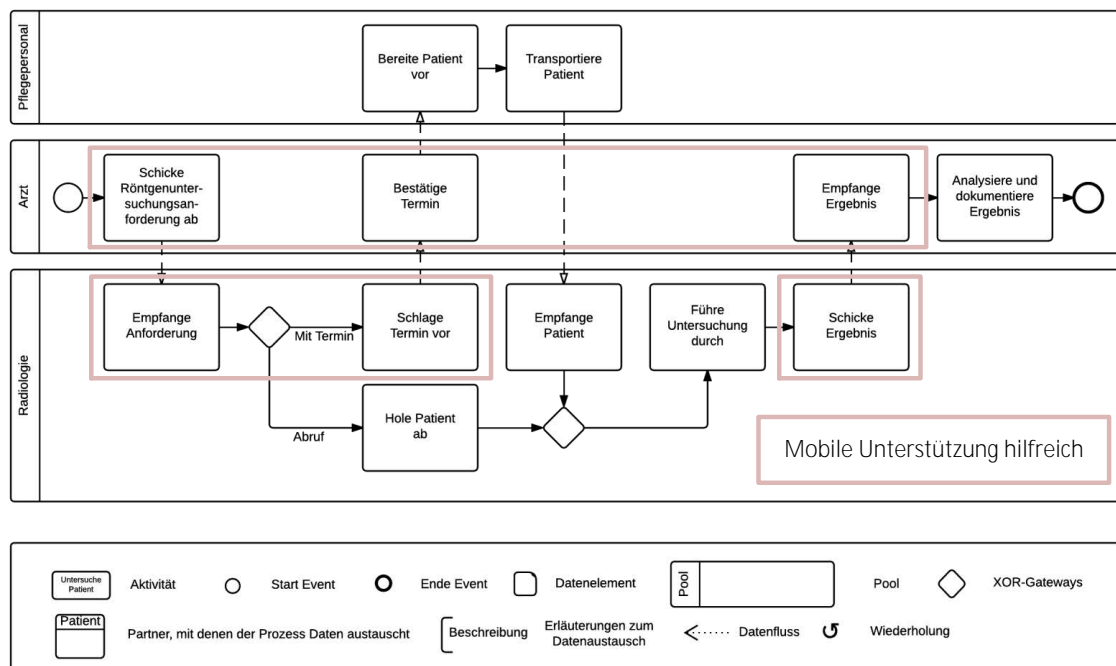 Pflegepersonal
Bereite Patient
vor
Transportiere
Patient
Arzt
Schicke
Röntgenunter-
suchungsan-
forderung ab
Bestätige
Termin
Empfange
Ergebnis
Analysiere und
dokumentiere
Ergebnis
Radiologie
Empfange
Anforderung
Mit Termin
Schlage
Termin vor
Empfange
Patient
Führe
Untersuchung
durch
Schicke
Ergebnis
Abruf
Hole Patient
ab
Mobile Unterstützung hilfreich
Untersuche
Patient
Aktivität
Start Event
Ende Event
Datenelement
Pool
Pool
XOR-Gateways
Patient
Partner, mit denen der Prozess Daten austauscht
Beschreibung
Erläuterungen zum
Datenaustausch
Datenfluss
Wiederholung